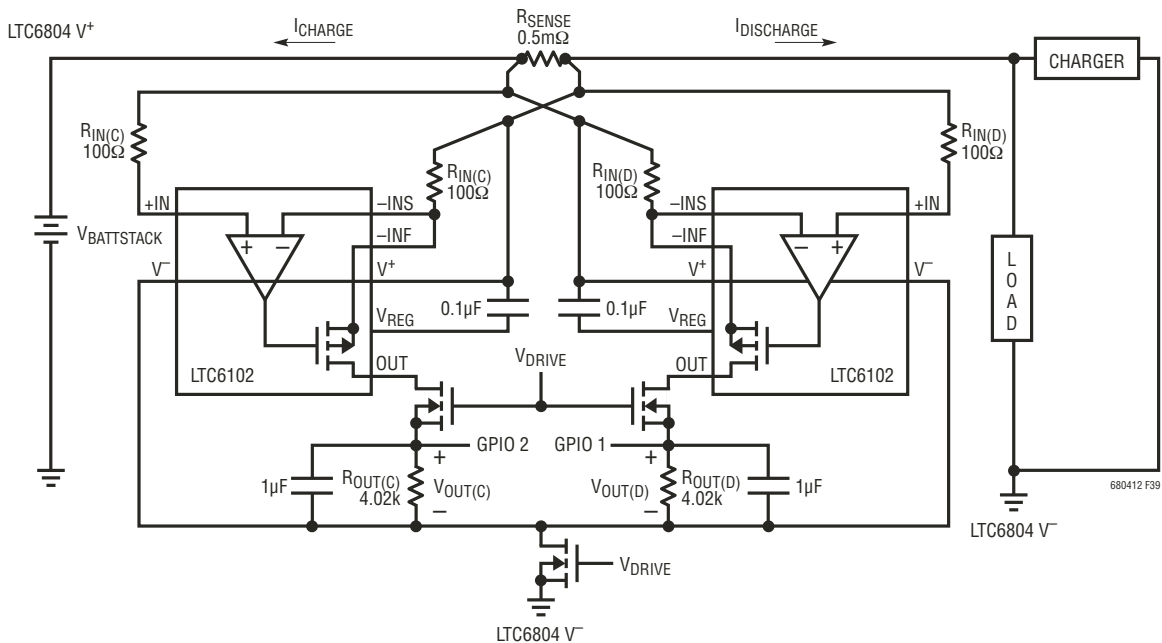 LTC6804 V+
ICHARGE
RSENSE
0.5mΩ
IDISCHARGE
CHARGER
RIN(C)
100Ω
RIN(C)
100Ω
RIN(D)
100Ω
RIN(D)
100Ω
+IN
–INS
–INS
+IN
–INF
–INF
+ –
– +
VBATTSTACK
V–
V+
V+
V–
LOAD
0.1µF
0.1µF
VREG
VREG
OUT
VDRIVE
OUT
LTC6102
LTC6102
GPIO 2
GPIO 1
+
+
1µF
ROUT(C)
4.02k
VOUT(C)
VOUT(D)
ROUT(D)
4.02k
1µF
–
–
680412 F39
LTC6804 V–
VDRIVE
LTC6804 V–